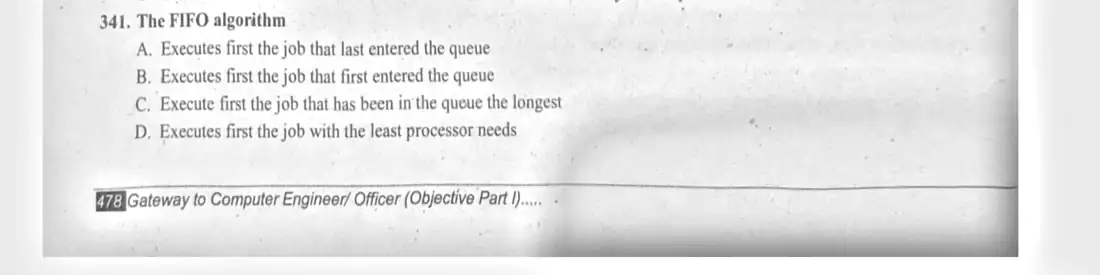 341. The FIFO algorithm
A. Executes first the job that last entered the queue
B. Executes first the job that first entered the queue
C. Execute first the job that has been in the queue the longest
D. Executes first the job with the least processor needs
478 Gateway to Computer Engineer/ Officer (Objective Part I).....